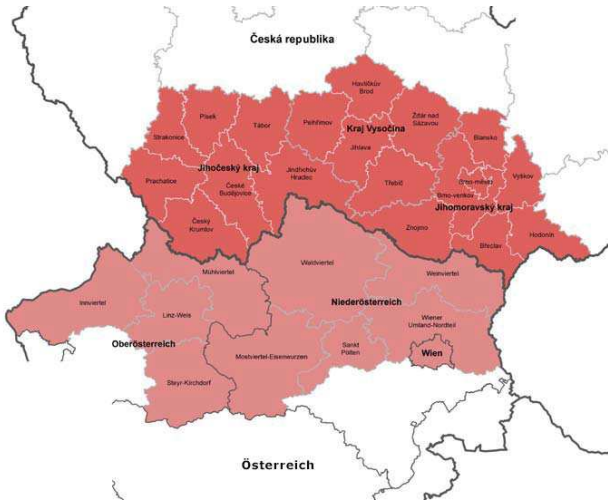 Česká republika
Havlíčkův
Brod
Písek
Tábor
Pelhřimov
Kraj Vysočina
Žďár nad
Sázavou
Strakonice
Jihlava
Blansko
Jihočeský kraj
Jindřichův
Hradec
Třebíč
Vyškov
Prachatice
České
Budějovice
Brno-město
Brno-venkov
Jihomoravský kraj
Český
Krumlov
Znojmo
Břeclav
Hodonín
Waldviertel
Weinviertel
Mühlviertel
Innviertel
Niederösterreich
Linz-Wels
Wiener
Umland-Nordteil
Oberösterreich
Sankt
Pölten
Wien
Mostviertel-Eisenwurzen
Steyr-Kirchdorf
Österreich